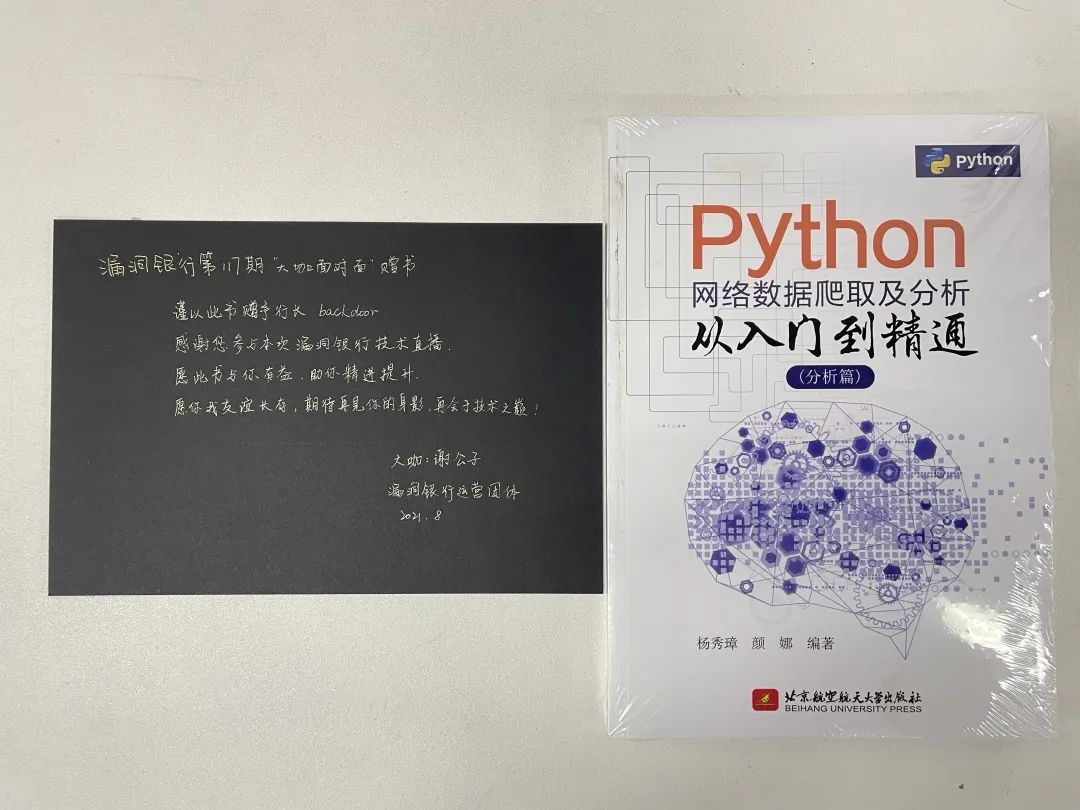 漏洞银行第117期"大咖面对面"赠书
谨以此书赠予行长 backdoor
感谢您参与本次漏洞银行技术直播.
愿此书与你有益,助你精进提升.
愿你我友谊长存,期待再见你的身影,再会于技术之巅!
大咖:谢公子
漏洞银行运营团体
2021.8
Python
Python
网络数据爬取及分析
从入门到精通
(分析篇)
杨秀璋 颜 娜 编著
北京航空航天大学出版社
BEIHANG UNIVERSITY PRESS